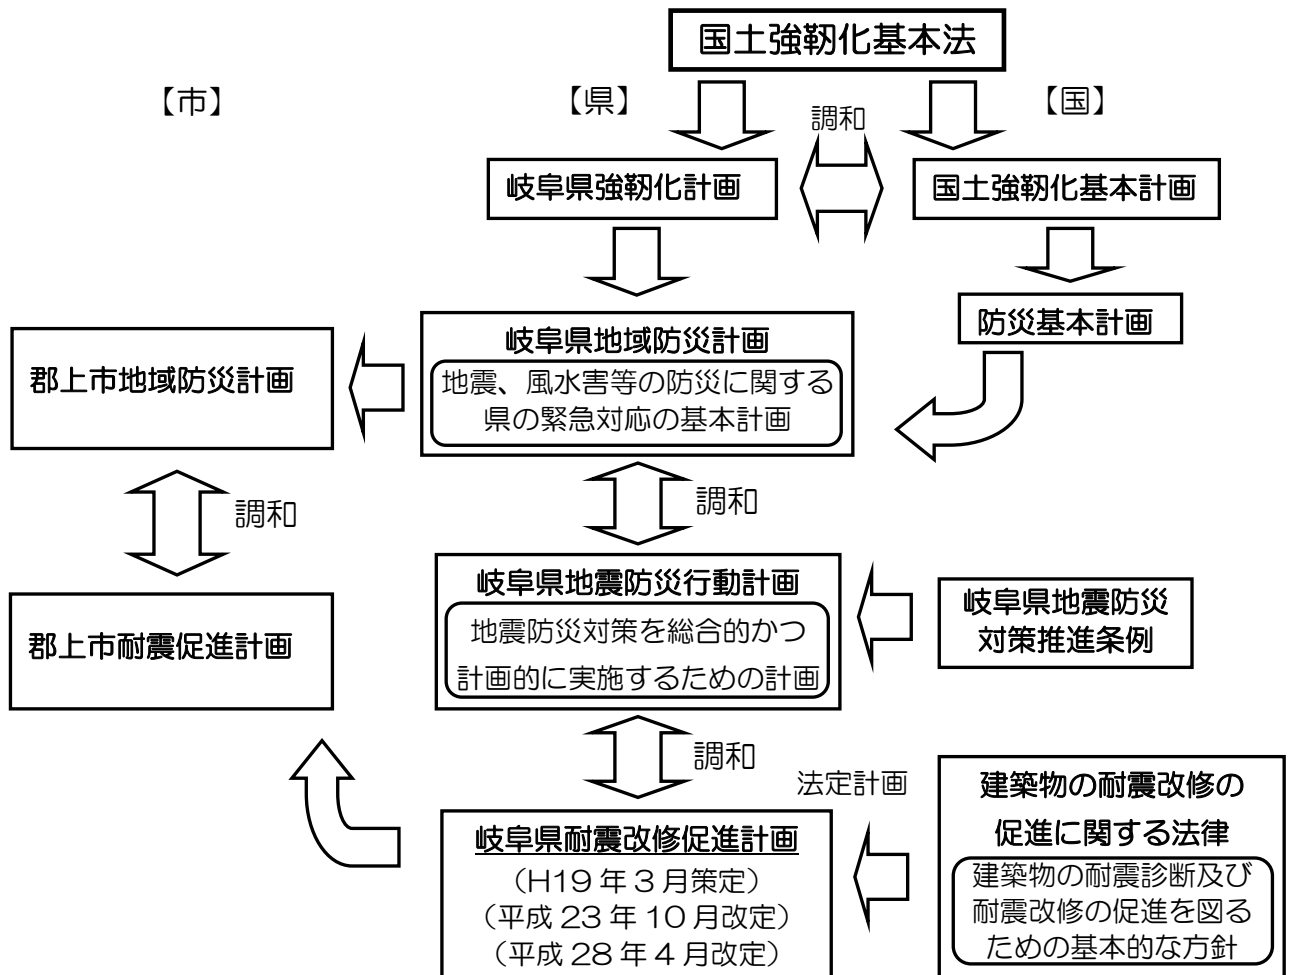 国土強靭化基本法
【市】
【県】
【国】
調和
岐阜県強靭化計画
国土強靭化基本計画
防災基本計画
岐阜県地域防災計画
地震、風水害等の防災に関する
県の緊急対応の基本計画
郡上市地域防災計画
調和
調和
岐阜県地震防災行動計画
地震防災対策を総合的かつ
計画的に実施するための計画
岐阜県地震防災
対策推進条例
郡上市耐震促進計画
調和
法定計画
建築物の耐震改修の
促進に関する法律
建築物の耐震診断及び
耐震改修の促進を図る
ための基本的な方針
岐阜県耐震改修促進計画
（H19 年 3 月策定）
（平成 23 年 10 月改定）
（平成 28 年 4 月改定）